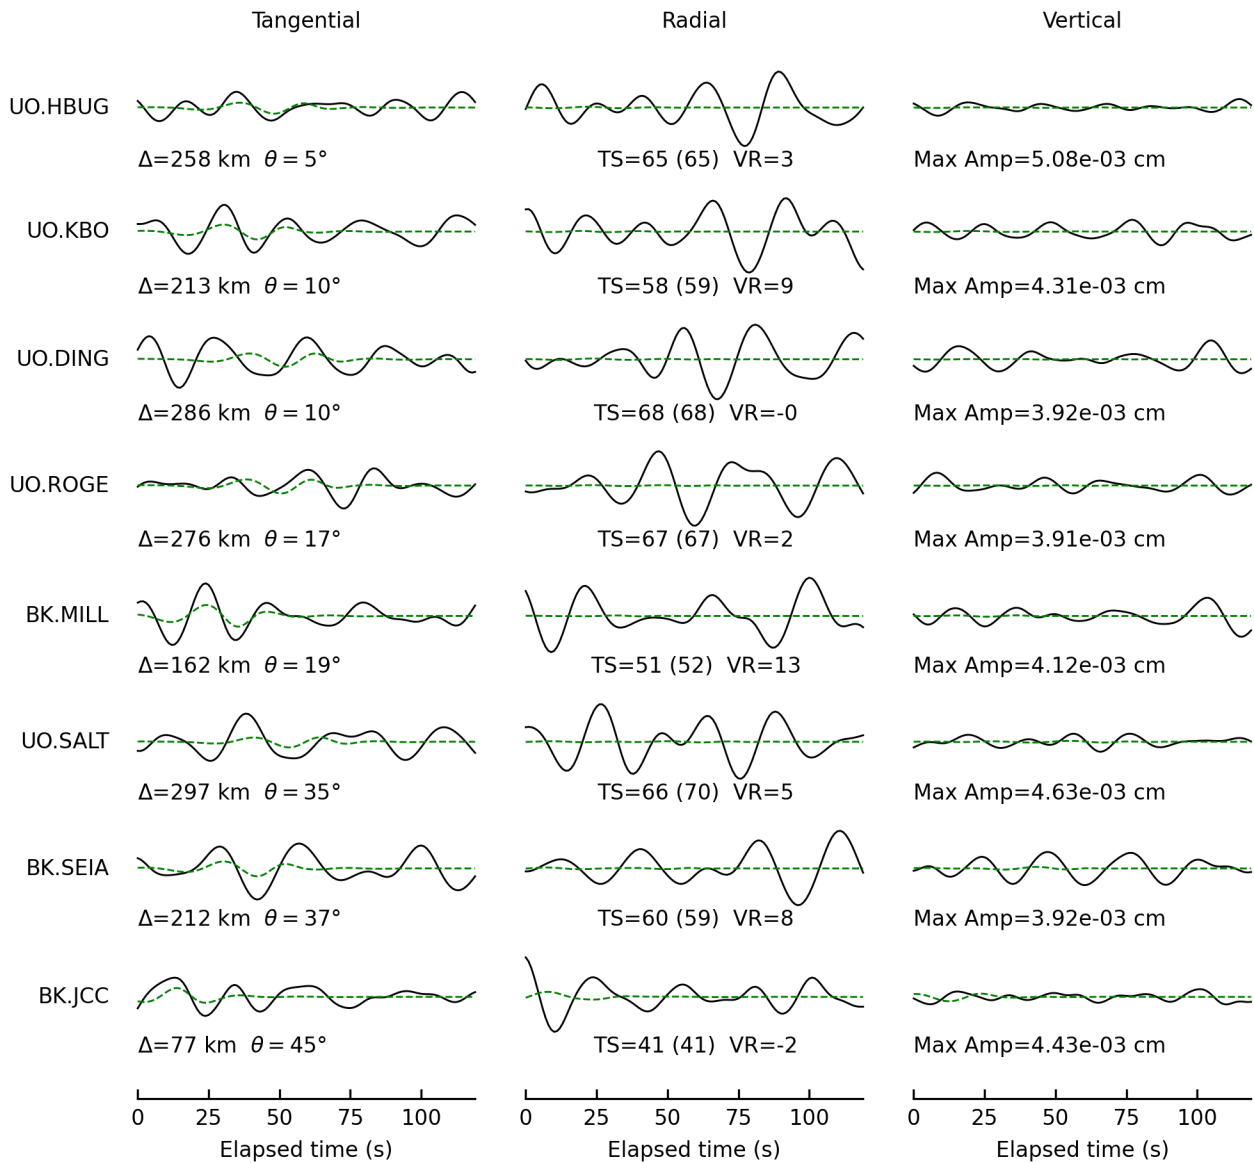 Tangential Radial Vertical
UO.HBUG
Δ=258 km θ = 5° TS=65 (65) VR=3 Max Amp=5.08e-03 cm
UO.KBO
Δ=213 km θ = 10° TS=58 (59) VR=9 Max Amp=4.31e-03 cm
UO.DING
Δ=286 km θ = 10° TS=68 (68) VR=-0 Max Amp=3.92e-03 cm
UO.ROGE
Δ=276 km θ = 17° TS=67 (67) VR=2 Max Amp=3.91e-03 cm
BK.MILL
Δ=162 km θ = 19° TS=51 (52) VR=13 Max Amp=4.12e-03 cm
UO.SALT
Δ=297 km θ = 35° TS=66 (70) VR=5 Max Amp=4.63e-03 cm
BK.SEIA
Δ=212 km θ = 37° TS=60 (59) VR=8 Max Amp=3.92e-03 cm
BK.JCC
Δ=77 km θ = 45° TS=41 (41) VR=-2 Max Amp=4.43e-03 cm
0 25 50 75 100 0 25 50 75 100 0 25 50 75 100
Elapsed time (s) Elapsed time (s) Elapsed time (s)